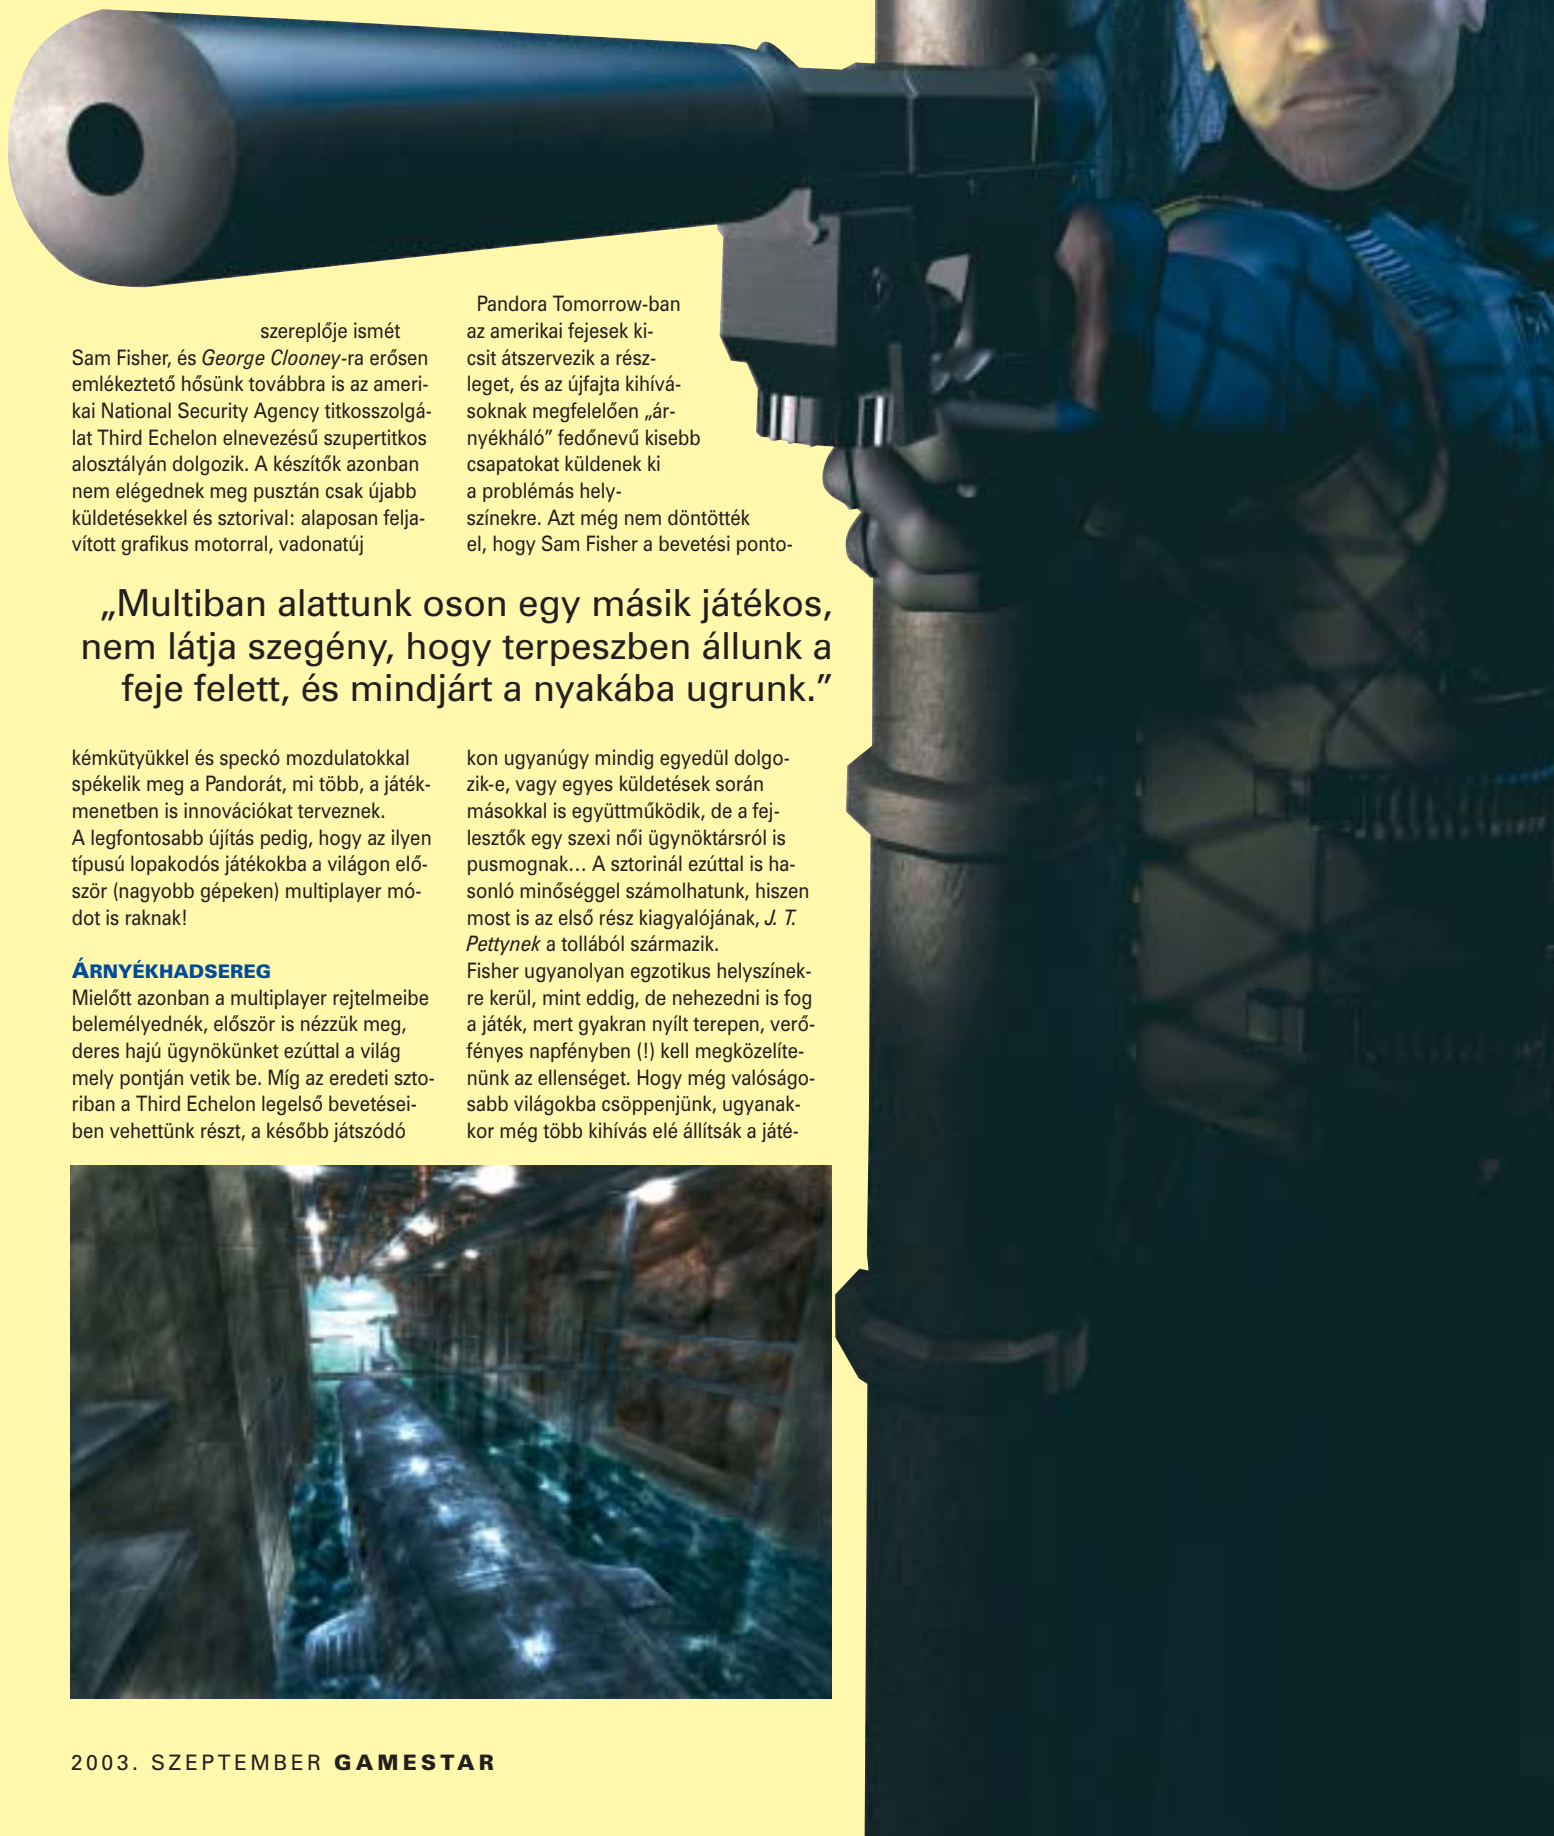 szereplője ismét
Sam Fisher, és George Clooney-ra erősen
emlékeztető hősünk továbbra is az ameri-
kai National Security Agency titkosszolgá-
lat Third Echelon elnevezésű szupertitkos
alosztályán dolgozik. A készítők azonban
nem elégednek meg pusztán csak újabb
küldetésekkel és sztorival: alaposan felja-
vított grafikus motorral, vadonatúj
kémkütyükkel és speckó mozdulatokkal
spékelik meg a Pandorát, mi több, a játék-
menetben is innovációkat terveznek.
A legfontosabb újítás pedig, hogy az ilyen
típusú lopakodós játékokba a világon elő-
ször (nagyobb gépeken) multiplayer mó-
dot is raknak!
ÁRNYÉKHADSEREG
Mielőtt azonban a multiplayer rejtelmeibe
belemélyednék, először is nézzük meg,
deres hajú ügynökünket ezúttal a világ
mely pontján vetik be. Míg az eredeti szto-
riban a Third Echelon legelső bevetései-
ben vehettünk részt, a később játszódó
Pandora Tomorrow-ban
az amerikai fejesek ki-
csit átszervezik a rész-
leget, és az újfajta kihívá-
soknak megfelelően „ár-
nyékháló” fedőnevű kisebb
csapatokat küldenek ki
a problémás hely-
színekre. Azt még nem döntötték
el, hogy Sam Fisher a bevetési ponto-
kon ugyanúgy mindig egyedül dolgo-
zik-e, vagy egyes küldetések során
másokkal is együttműködik, de a fej-
lesztők egy szexi női ügynöktársról is
pusmognak… A sztorinál ezúttal is ha-
sonló minőséggel számolhatunk, hiszen
most is az első rész kiagyalójának, J. T.
Pettynek a tollából származik.
Fisher ugyanolyan egzotikus helyszínek-
re kerül, mint eddig, de nehezedni is fog
a játék, mert gyakran nyílt terepen, verő-
fényes napfényben (!) kell megközelíte-
nünk az ellenséget. Hogy még valóságo-
sabb világokba csöppenjünk, ugyanak-
kor még több kihívás elé állítsák a játé-
„Multiban alattunk oson egy másik játékos,
nem látja szegény, hogy terpeszben állunk a
feje felett, és mindjárt a nyakába ugrunk.”
2003. SZEPTEMBER GAMESTAR